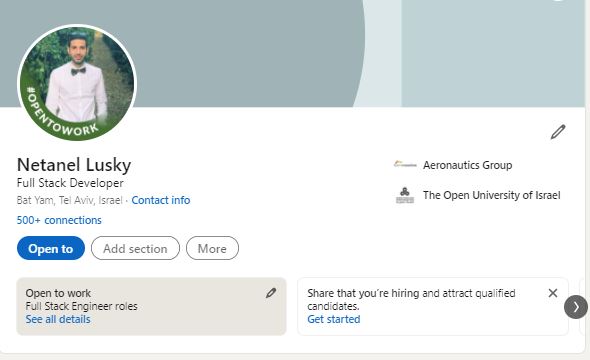 #OPENTOWORK
Netanel Lusky
Full Stack Developer
Bat Yam, Tel Aviv, Israel · Contact info
500+ connections
Open to
Add section
More
Aeronautics Group
The Open University of Israel
Open to work
Full Stack Engineer roles
See all details
Share that you're hiring and attract qualified
candidates.
Get started